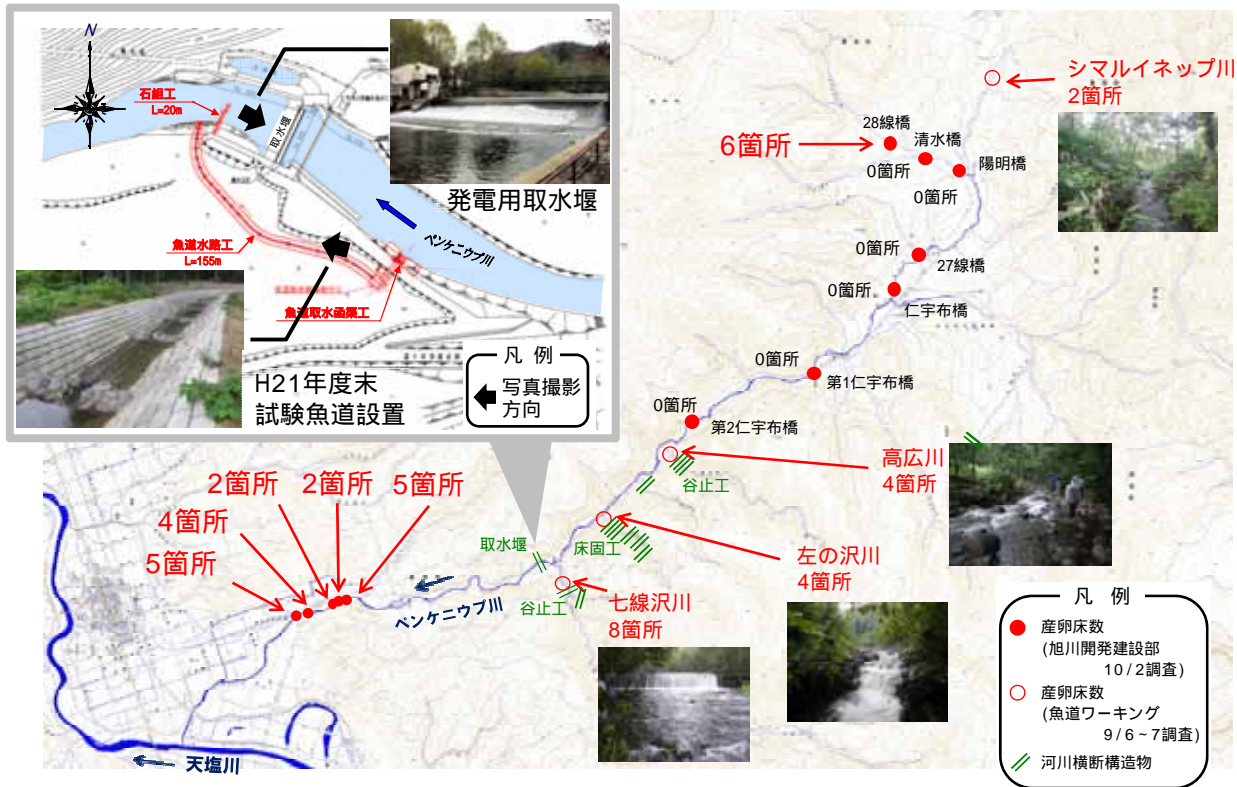 N
石組工
L=20m
取水堰
発電用取水堰
魚道水路工
L=155m
ペンケニウプ川
魚道取水函渠工
H21年度末
試験魚道設置
凡 例
写真撮影
方向
シマルイネップ川
2箇所
28線橋
6箇所
清水橋
0箇所
陽明橋
0箇所
0箇所
27線橋
0箇所
仁宇布橋
0箇所
第1仁宇布橋
0箇所
第2仁宇布橋
高広川
4箇所
谷止工
2箇所
2箇所
5箇所
4箇所
5箇所
取水堰
床固工
左の沢川
4箇所
谷止工
七線沢川
8箇所
ペンケニウプ川
天塩川
凡 例
産卵床数
(旭川開発建設部
10/2調査)
産卵床数
(魚道ワーキング
9/6~7調査)
河川横断構造物